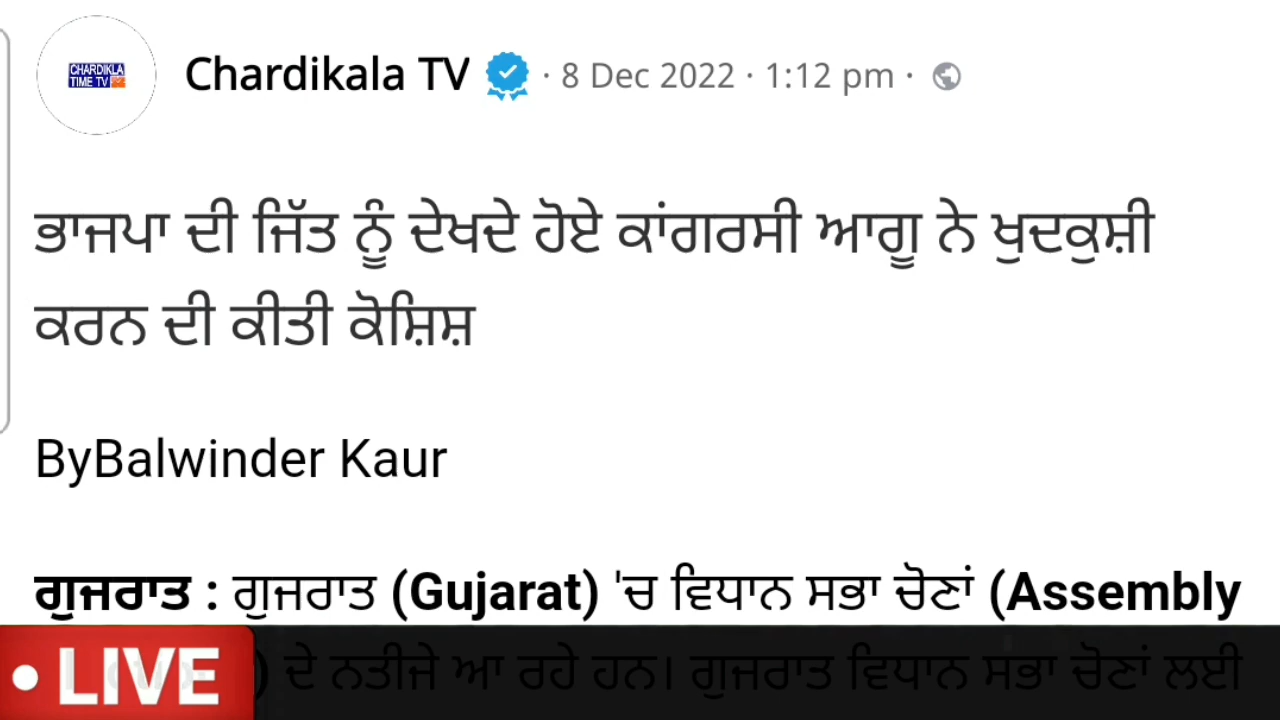 CHARDIKLA
TIME TV
Chardikala TV · 8 Dec 2022 · 1:12 pm ·
ਭਾਜਪਾ ਦੀ ਜਿੱਤ ਨੂੰ ਦੇਖਦੇ ਹੋਏ ਕਾਂਗਰਸੀ ਆਗੂ ਨੇ ਖੁਦਕੁਸ਼ੀ
ਕਰਨ ਦੀ ਕੀਤੀ ਕੋਸ਼ਿਸ਼
ByBalwinder Kaur
ਗੁਜਰਾਤ : ਗੁਜਰਾਤ (Gujarat) 'ਚ ਵਿਧਾਨ ਸਭਾ ਚੋਣਾਂ (Assembly
) ਦੇ ਨਤੀਜੇ ਆ ਰਹੇ ਹਨ। ਗੁਜਰਾਤ ਵਿਧਾਨ ਸਭਾ ਚੋਣਾਂ ਲਈ
LIVE